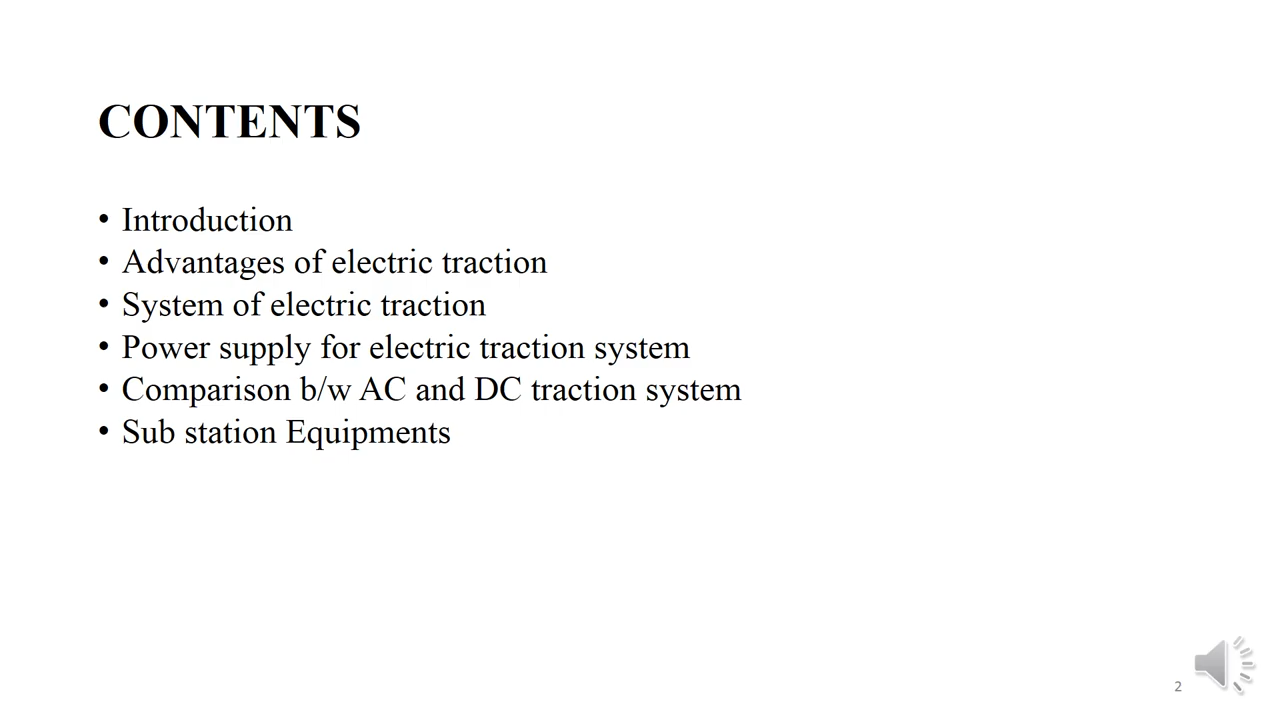 CONTENTS
• Introduction
• Advantages of electric traction
• System of electric traction
• Power supply for electric traction system
• Comparison b/w AC and DC traction system
• Sub station Equipments
2